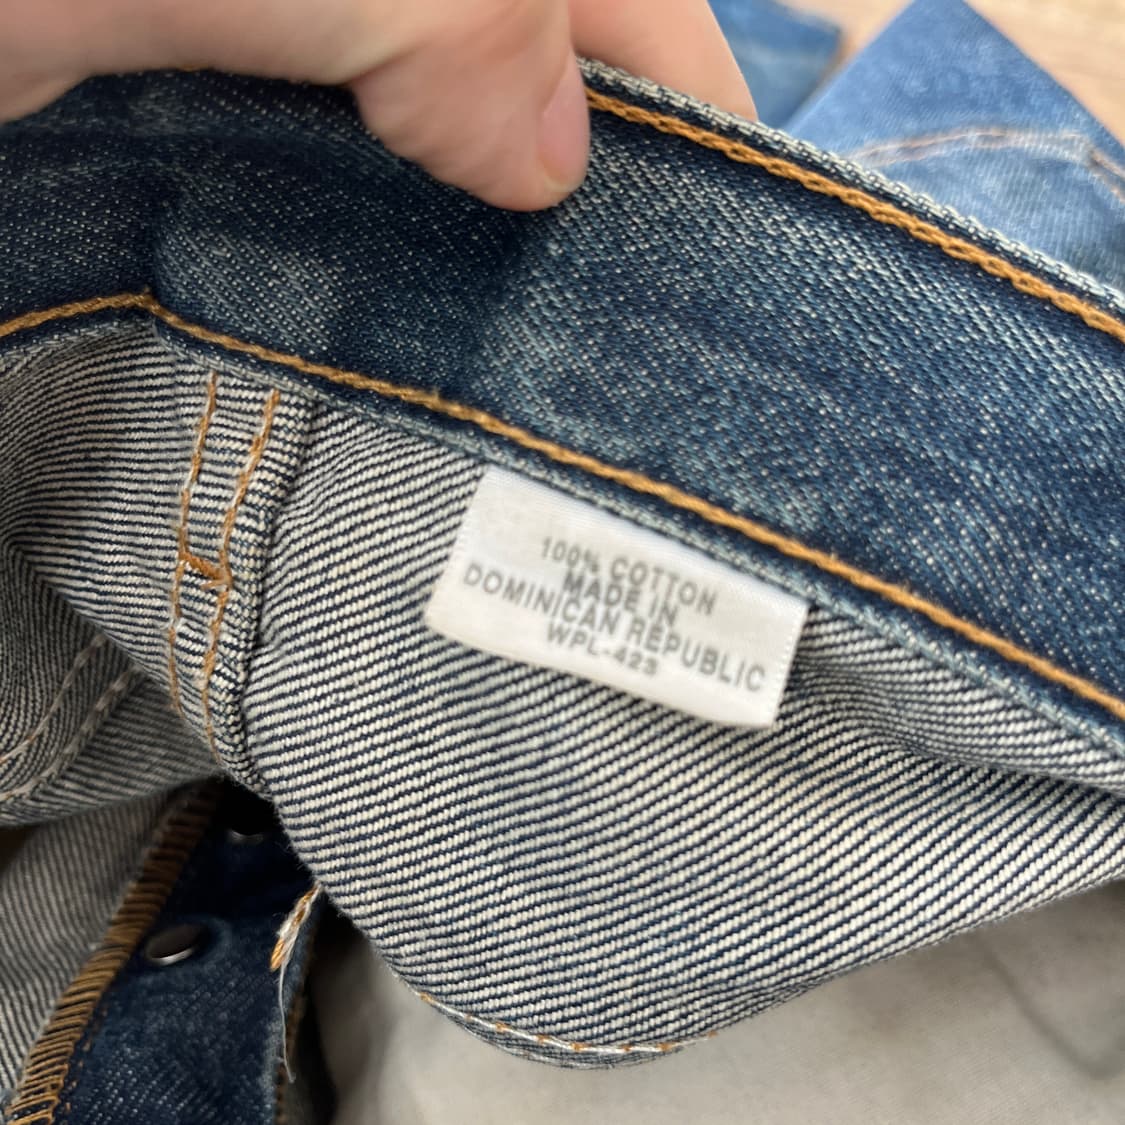 100% COTTON
MADE IN
DOMINICAN REPUBLIC
WPL-423